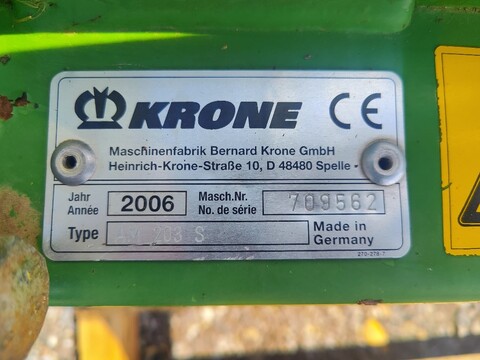 KRONE CE
Maschinenfabrik Bernard Krone GmbH
Heinrich-Krone-Straße 10, D 48480 Spelle
Jahr
Année
2006
Masch.Nr.
No. de série
709562
Type
203 S
Made in
Germany